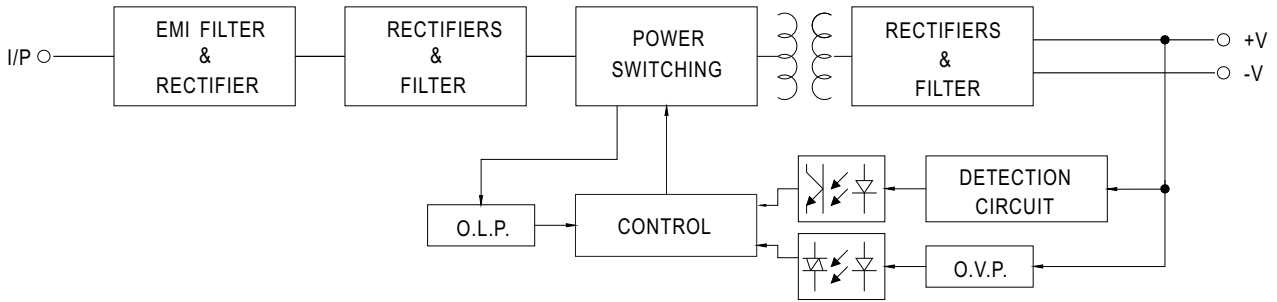 I/P
EMI FILTER
&
RECTIFIER
RECTIFIERS
&
FILTER
POWER
SWITCHING
RECTIFIERS
&
FILTER
+V
-V
O.L.P.
CONTROL
DETECTION
CIRCUIT
O.V.P.